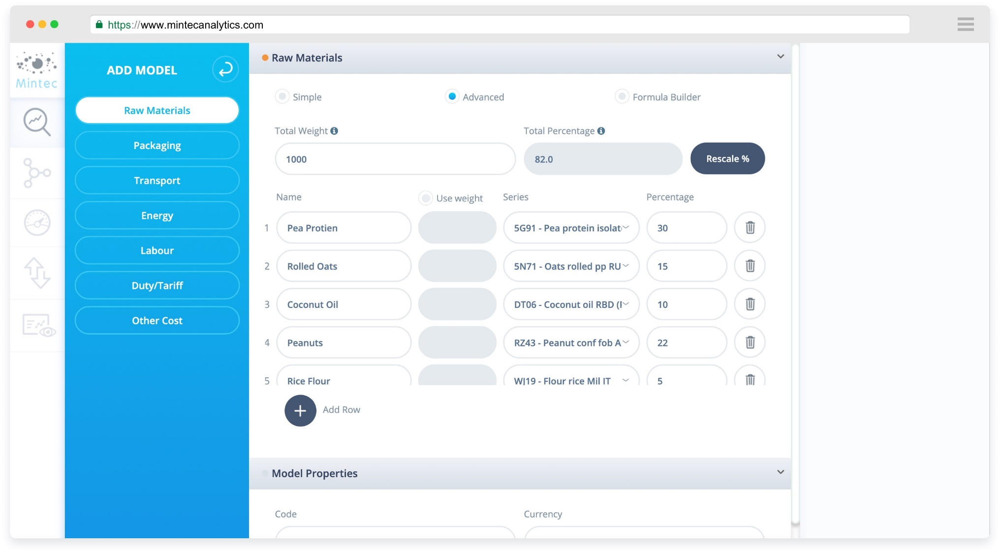 https://www.mintecanalytics.com
Mintec
ADD MODEL
Raw Materials
Packaging
Transport
Energy
Labour
Duty/Tariff
Other Cost
Raw Materials
Simple Advanced Formula Builder
Total Weight Total Percentage
1000 82.0 Rescale %
Name Use weight Series Percentage
1 Pea Protien 5G91 - Pea protein isolat 30
2 Rolled Oats 5N71 - Oats rolled pp RU 15
3 Coconut Oil DT06 - Coconut oil RBD ( 10
4 Peanuts RZ43 - Peanut conf fob A 22
5 Rice Flour WJ19 - Flour rice Mil IT 5
Add Row
Model Properties
Code Currency